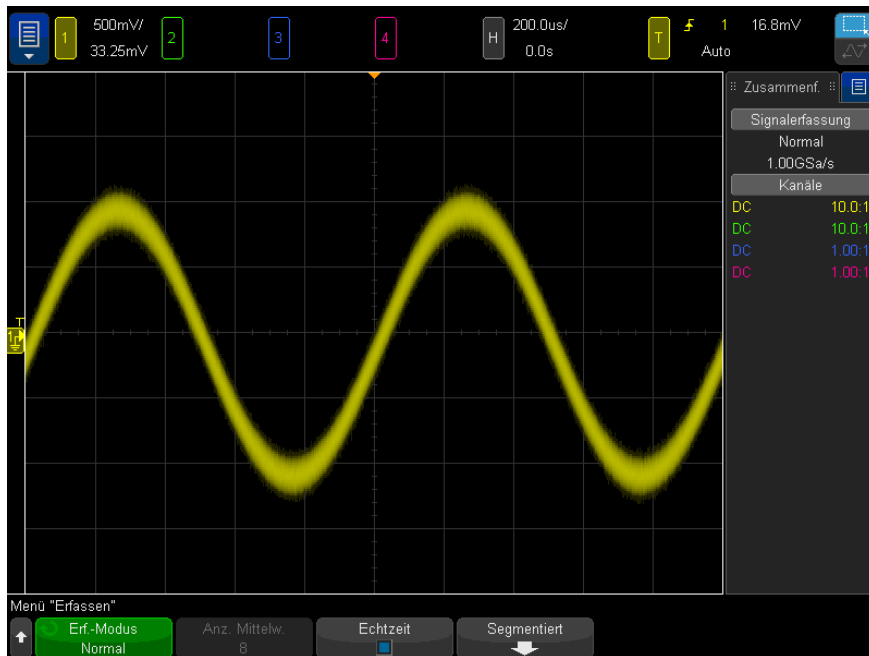 1 500mV/ 2 3 4 H 200.0us/ T 1 16.8mV
33.25mV 0.0s Auto
Zusammenf.
Signalerfassung
Normal
1.00GSa/s
Kanäle
DC 10.0:1
DC 10.0:1
DC 1.00:1
DC 1.00:1
T
1
Menü "Erfassen"
Erf.-Modus Anz. Mittelw. Echtzeit Segmentiert
Normal 8